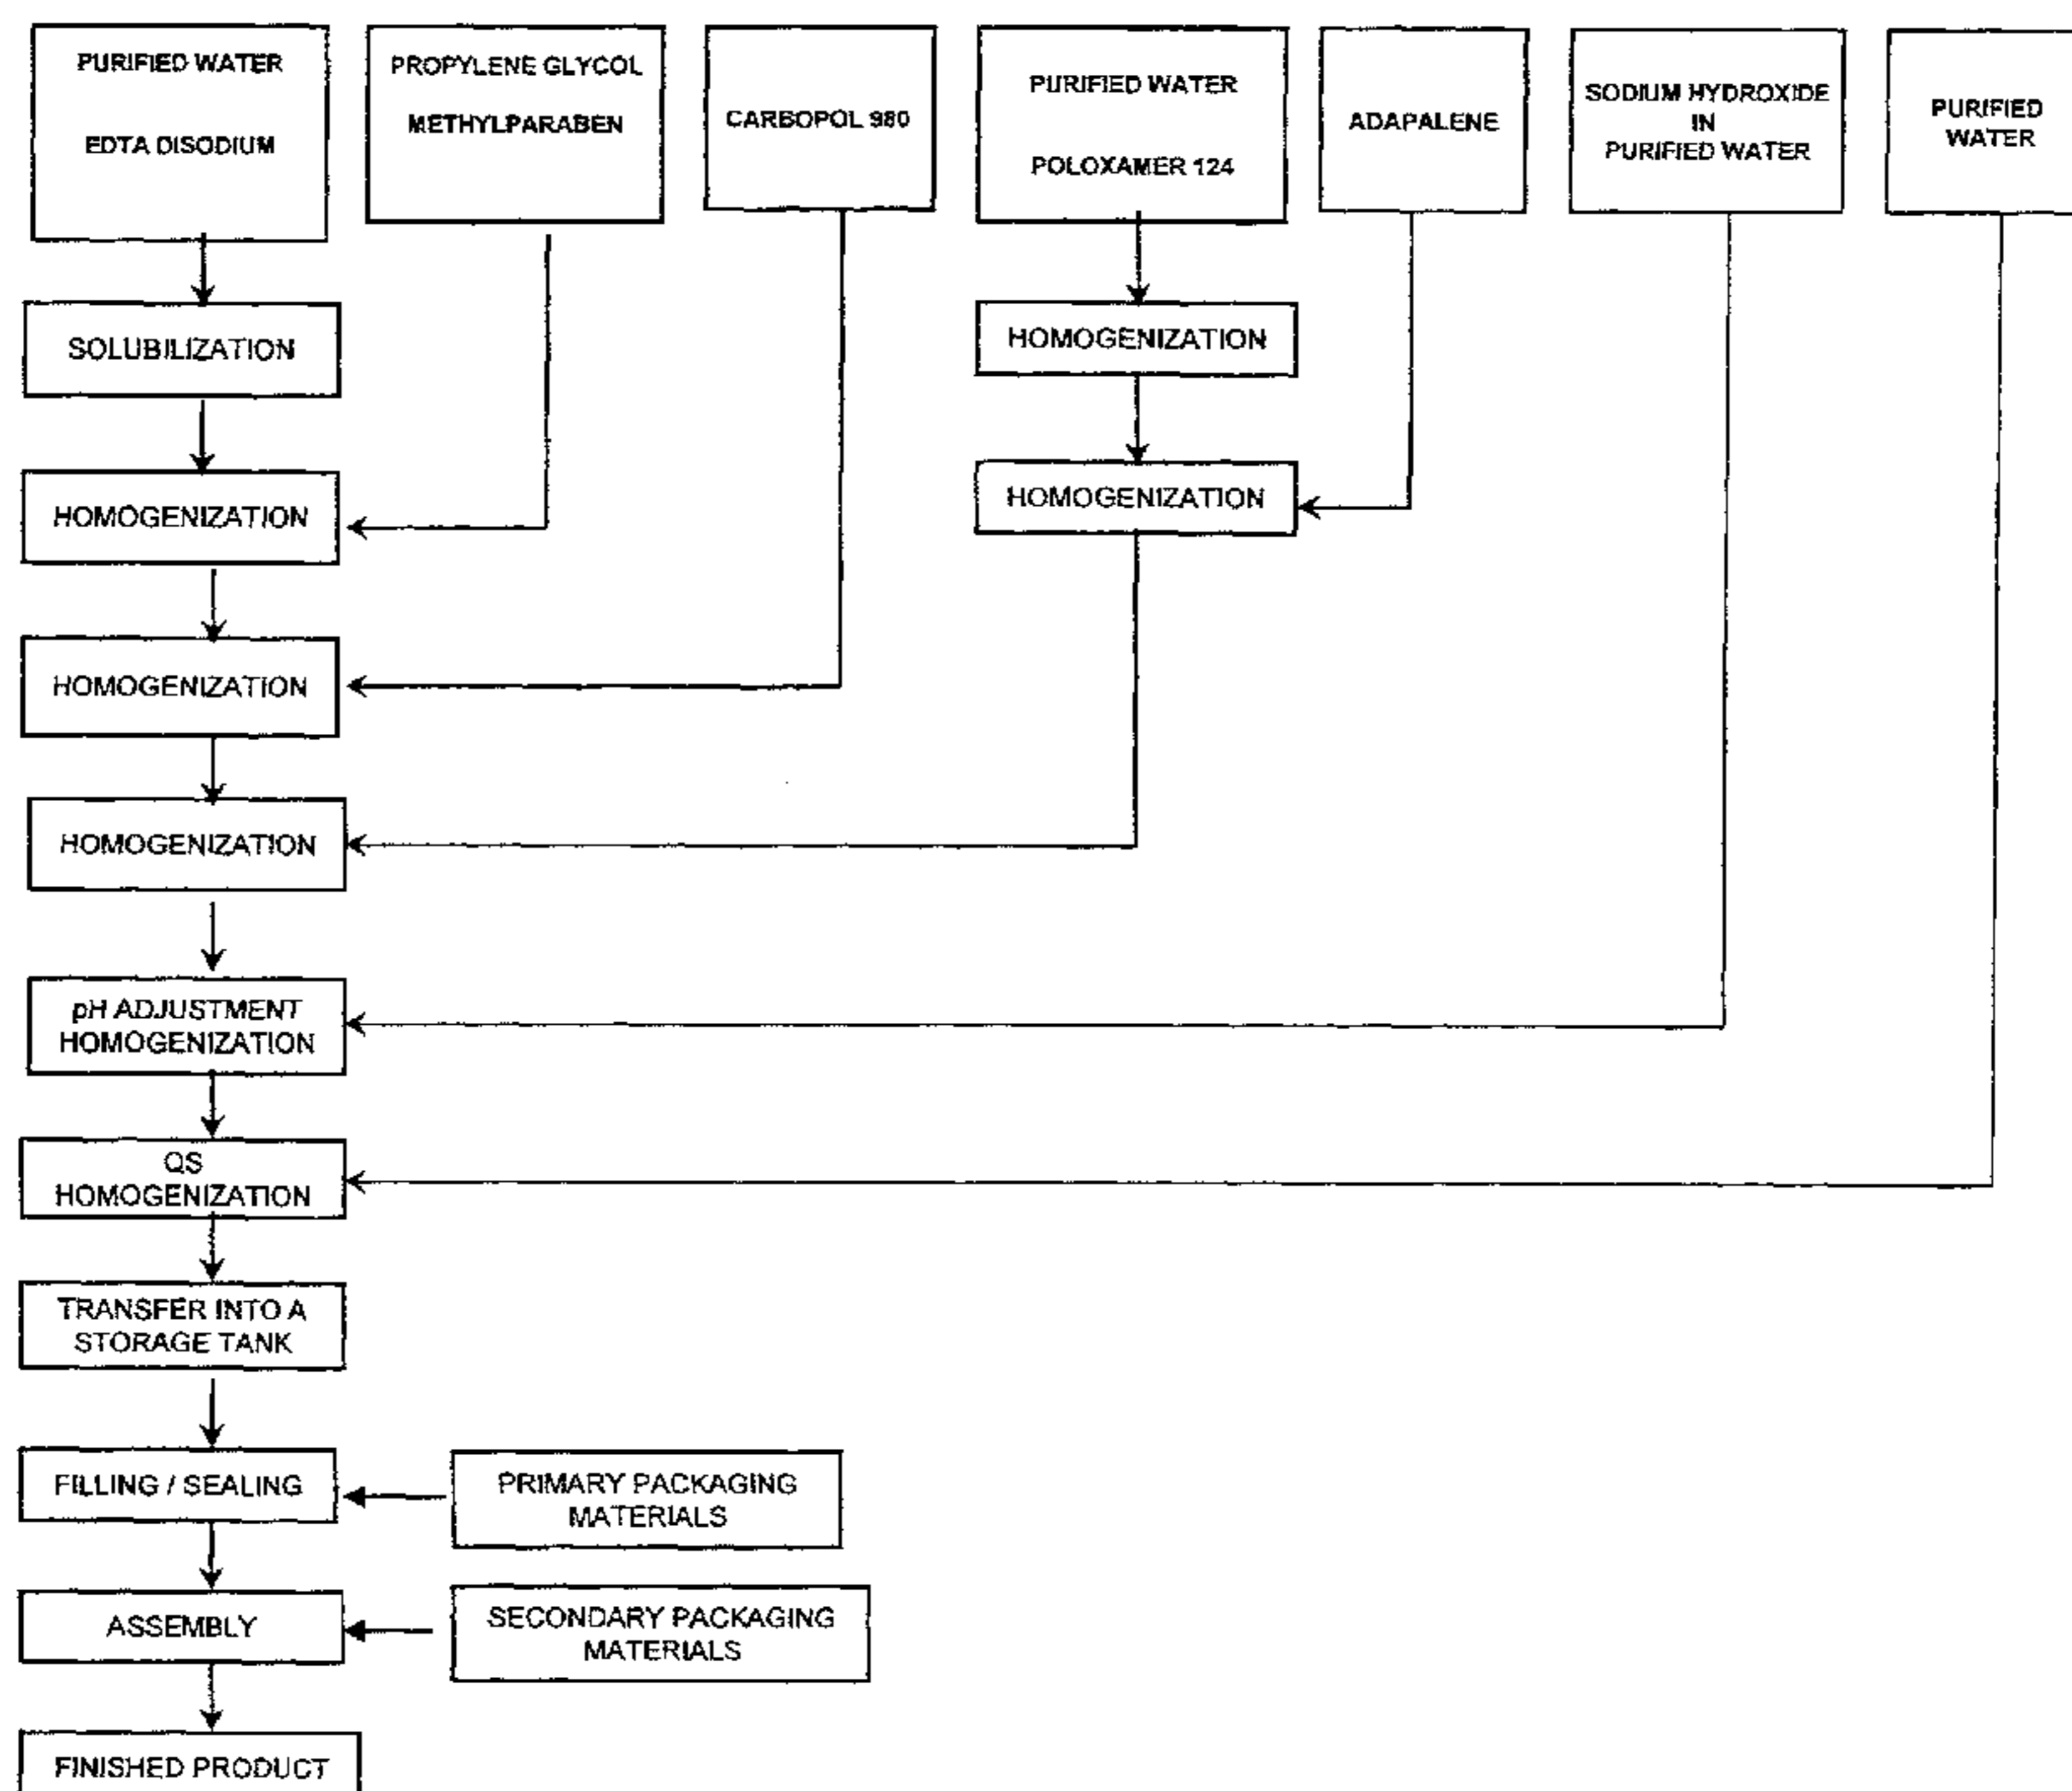 PURIFIED WATER
EDTA DISODIUM
PROPYLENE GLYCOL
METHYLPARABEN
CARBOPOL 980
PURIFIED WATER
POLOXAMER 124
ADAPALENE
SODIUM HYDROXIDE
IN
PURIFIED WATER
PURIFIED
WATER
SOLUBILIZATION
HOMOGENIZATION
HOMOGENIZATION
HOMOGENIZATION
HOMOGENIZATION
HOMOGENIZATION
pH ADJUSTMENT
HOMOGENIZATION
QS
HOMOGENIZATION
TRANSFER INTO A
STORAGE TANK
FILLING / SEALING
PRIMARY PACKAGING
MATERIALS
ASSEMBLY
SECONDARY PACKAGING
MATERIALS
FINISHED PRODUCT